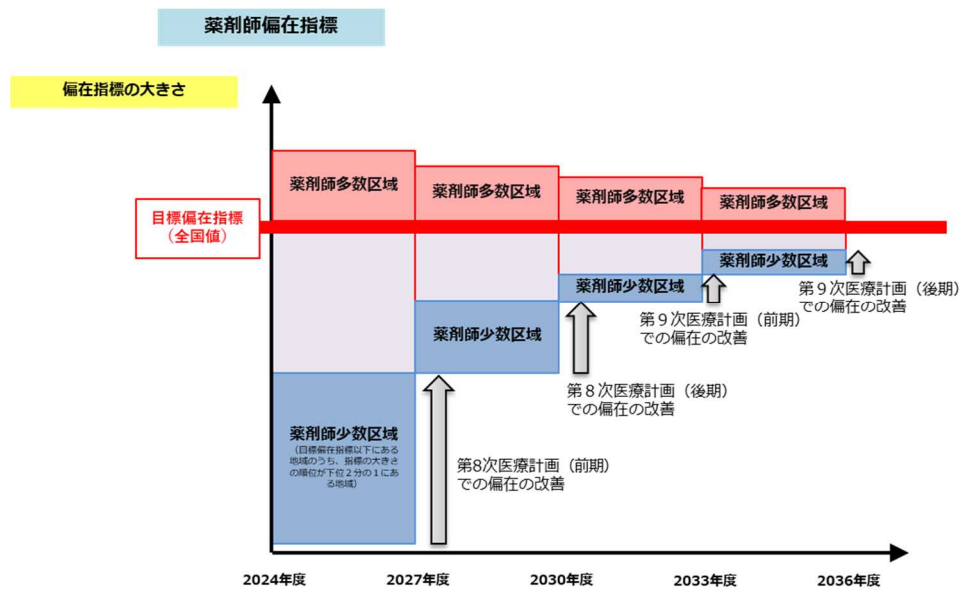 薬剤師偏在指標
偏在指標の大きさ
薬剤師多数区域
薬剤師多数区域
薬剤師多数区域
薬剤師多数区域
目標偏在指標
（全国値）
薬剤師少数区域
第９次医療計画（後期）
での偏在の改善
薬剤師少数区域
第９次医療計画（前期）
での偏在の改善
薬剤師少数区域
第８次医療計画（後期）
での偏在の改善
薬剤師少数区域
（目標偏在指標以下にある
地域のうち、指標の大きさ
の順位が下位２分の１にあ
る地域）
第8次医療計画（前期）
での偏在の改善
2024年度
2027年度
2030年度
2033年度
2036年度